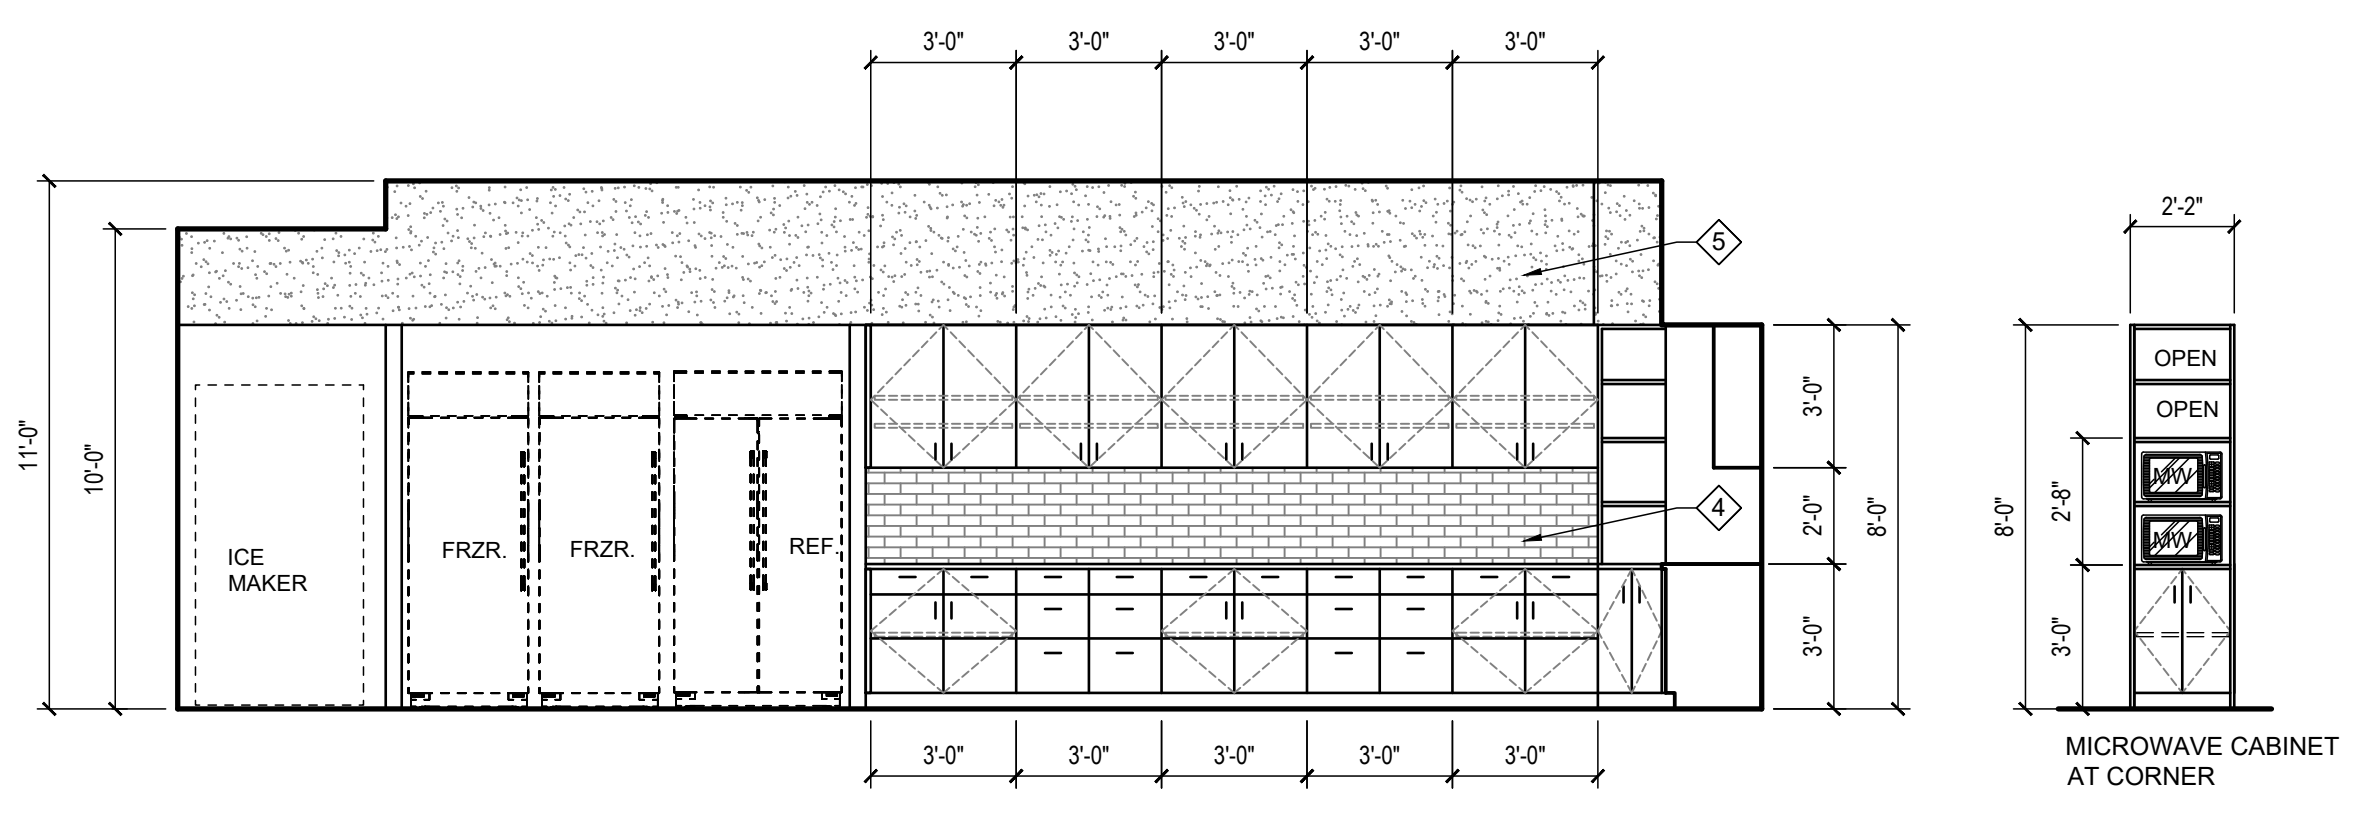 3'-0" 3'-0" 3'-0" 3'-0" 3'-0"
11'-0"
10'-0"
ICE
MAKER
FRZR.
FRZR.
REF.
5
4
3'-0"
2'-0"
3'-0"
8'-0"
3'-0" 3'-0" 3'-0" 3'-0" 3'-0"
2'-2"
8'-0"
2'-8"
3'-0"
OPEN
OPEN
MW
MW
MICROWAVE CABINET
AT CORNER